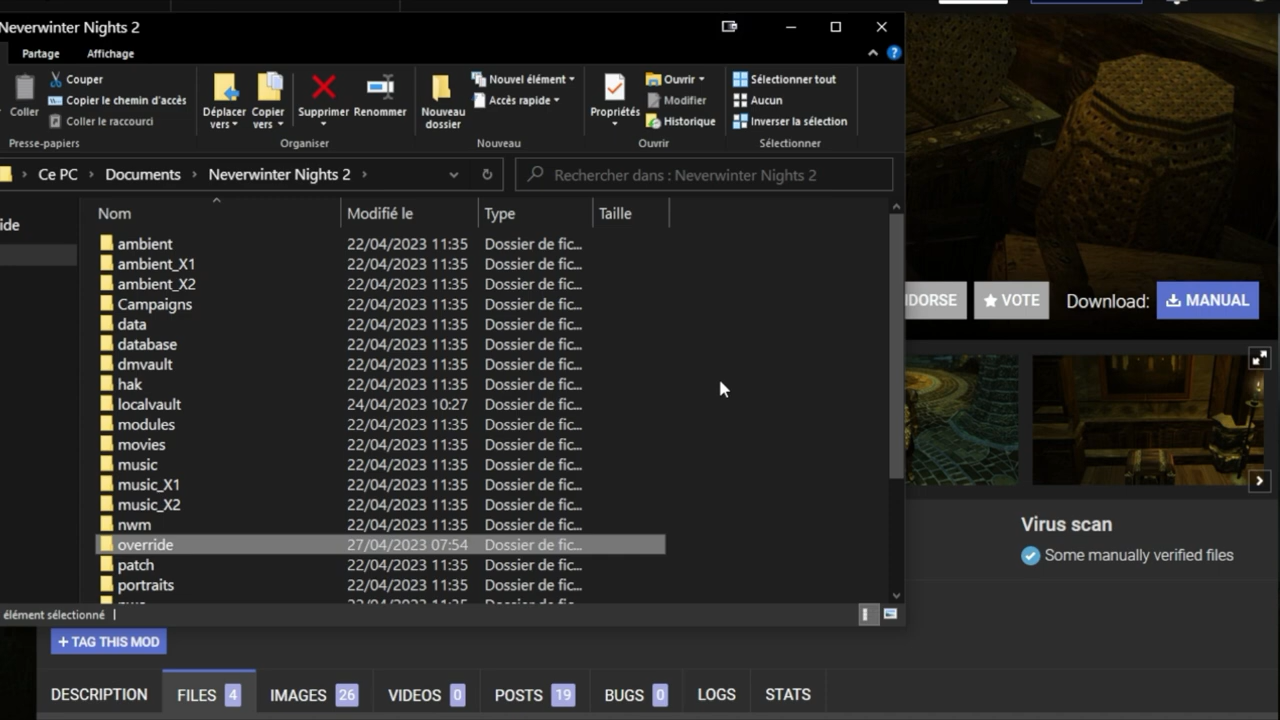 Neverwinter Nights 2
Partage Affichage
Coller
Couper
Copier le chemin d'accès
Coller le raccourci
Presse-papiers
Déplacer vers
Copier vers
Supprimer
Renommer
Organiser
Nouveau dossier
Nouvel élément
Accès rapide
Nouveau
Propriétés
Ouvrir
Modifier
Historique
Ouvrir
Sélectionner tout
Aucun
Inverser la sélection
Sélectionner
Ce PC > Documents > Neverwinter Nights 2 >
Rechercher dans : Neverwinter Nights 2
Nom Modifié le Type Taille
ambient 22/04/2023 11:35 Dossier de fic...
ambient_X1 22/04/2023 11:35 Dossier de fic...
ambient_X2 22/04/2023 11:35 Dossier de fic...
Campaigns 22/04/2023 11:35 Dossier de fic...
data 22/04/2023 11:35 Dossier de fic...
database 22/04/2023 11:35 Dossier de fic...
dmvault 22/04/2023 11:35 Dossier de fic...
hak 22/04/2023 11:35 Dossier de fic...
localvault 24/04/2023 10:27 Dossier de fic...
modules 22/04/2023 11:35 Dossier de fic...
movies 22/04/2023 11:35 Dossier de fic...
music 22/04/2023 11:35 Dossier de fic...
music_X1 22/04/2023 11:35 Dossier de fic...
music_X2 22/04/2023 11:35 Dossier de fic...
nwm 22/04/2023 11:35 Dossier de fic...
override 27/04/2023 07:54 Dossier de fic...
patch 22/04/2023 11:35 Dossier de fic...
portraits 22/04/2023 11:35 Dossier de fic...
ide
élément sélectionné
DORSE
VOTE
Download:
MANUAL
Virus scan
Some manually verified files
+ TAG THIS MOD
DESCRIPTION FILES 4 IMAGES 26 VIDEOS 0 POSTS 19 BUGS 0 LOGS STATS